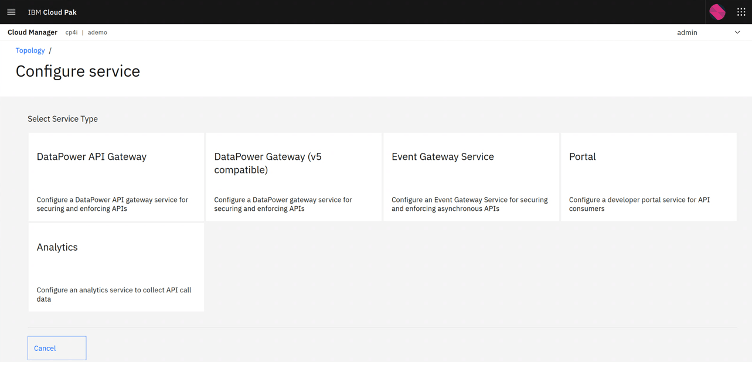 IBM Cloud Pak
Cloud Manager cp4i | ademo admin
Topology /
Configure service
Select Service Type
DataPower API Gateway
Configure a DataPower API gateway service for
securing and enforcing APIs
DataPower Gateway (v5
compatible)
Configure a DataPower gateway service for
securing and enforcing APIs
Event Gateway Service
Configure an Event Gateway Service for securing
and enforcing asynchronous APIs
Portal
Configure a developer portal service for API
consumers
Analytics
Configure an analytics service to collect API call
data
Cancel